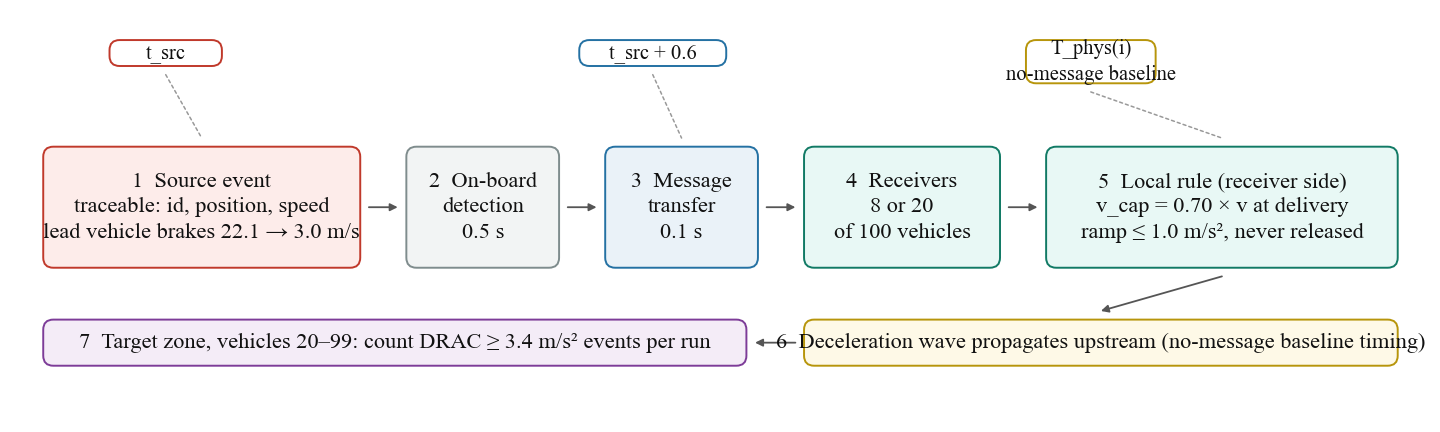 t_src
t_src + 0.6
T_phys(i)
no-message baseline
1 Source event
traceable: id, position, speed
lead vehicle brakes 22.1 → 3.0 m/s
2 On-board
detection
0.5 s
3 Message
transfer
0.1 s
4 Receivers
8 or 20
of 100 vehicles
5 Local rule (receiver side)
v_cap = 0.70 × v at delivery
ramp ≤ 1.0 m/s², never released
7 Target zone, vehicles 20–99: count DRAC ≥ 3.4 m/s² events per run
6 Deceleration wave propagates upstream (no-message baseline timing)